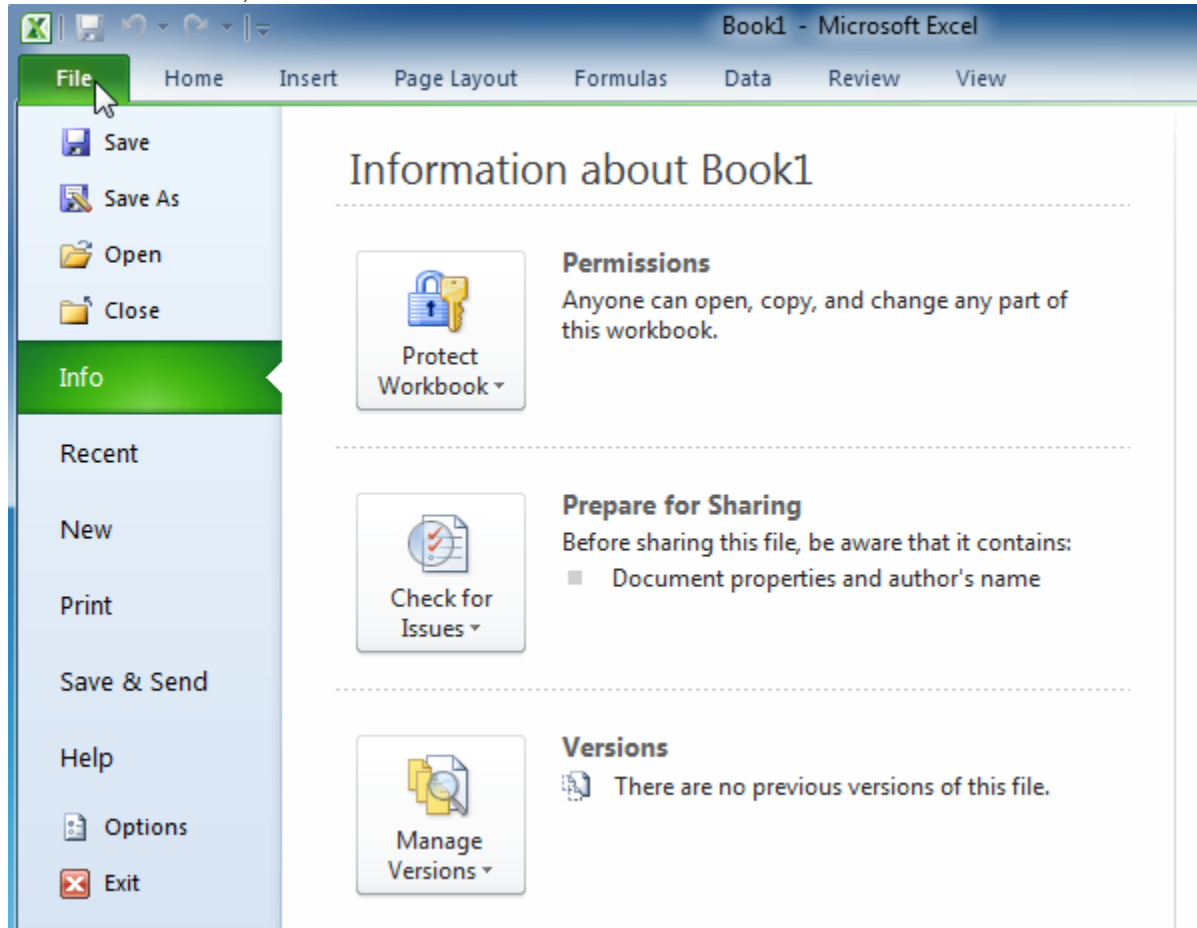 Book1 - Microsoft Excel
File Home Insert Page Layout Formulas Data Review View
Save
Save As
Open
Close
Info
Recent
New
Print
Save & Send
Help
Options
Exit
Information about Book1
Protect
Workbook
Permissions
Anyone can open, copy, and change any part of
this workbook.
Check for
Issues
Prepare for Sharing
Before sharing this file, be aware that it contains:
Document properties and author's name
Manage
Versions
Versions
There are no previous versions of this file.